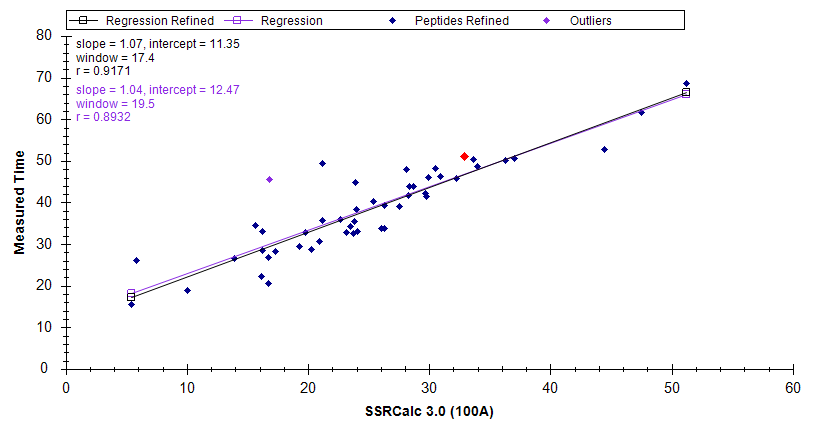 Regression Refined Regression Peptides Refined Outliers
80
slope = 1.07, intercept = 11.35
window = 17.4
r = 0.9171
70
slope = 1.04, intercept = 12.47
window = 19.5
r = 0.8932
60
50
40
30
20
10
0
Measured Time
0 10 20 30 40 50 60
SSRCalc 3.0 (100A)